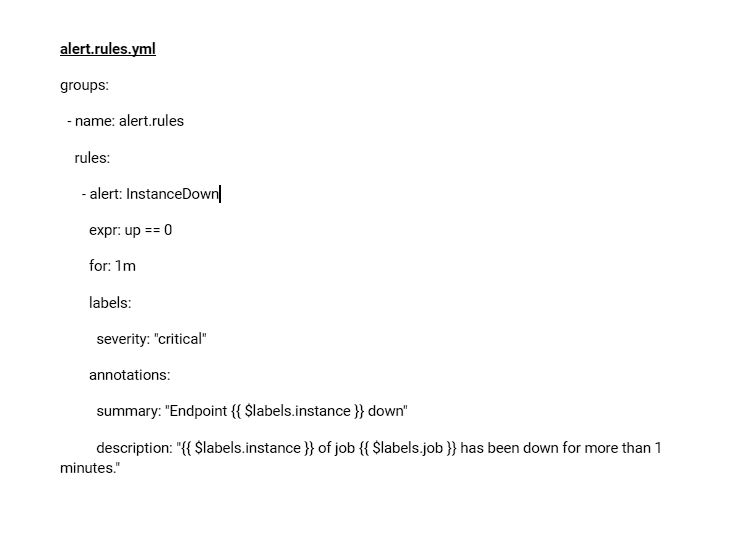 alert.rules.yml
groups:
- name: alert.rules
rules:
- alert: InstanceDown
expr: up == 0
for: 1m
labels:
severity: "critical"
annotations:
summary: "Endpoint {{ $labels.instance }} down"
description: "{{ $labels.instance }} of job {{ $labels.job }} has been down for more than 1
minutes."